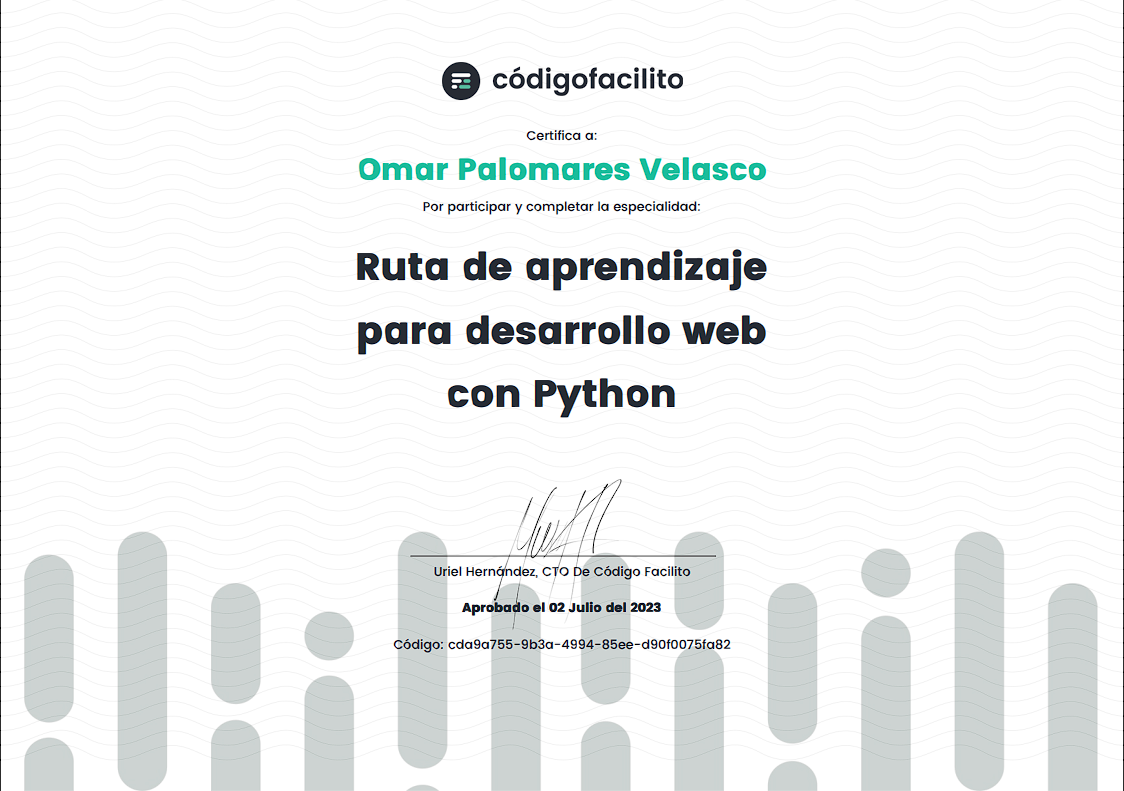 códigofacilito
Certifica a:
Omar Palomares Velasco
Por participar y completar la especialidad:
Ruta de aprendizaje
para desarrollo web
con Python
Uriel Hernández, CTO De Código Facilito
Aprobado el 02 Julio del 2023
Código: cda9a755-9b3a-4994-85ee-d90f0075fa82